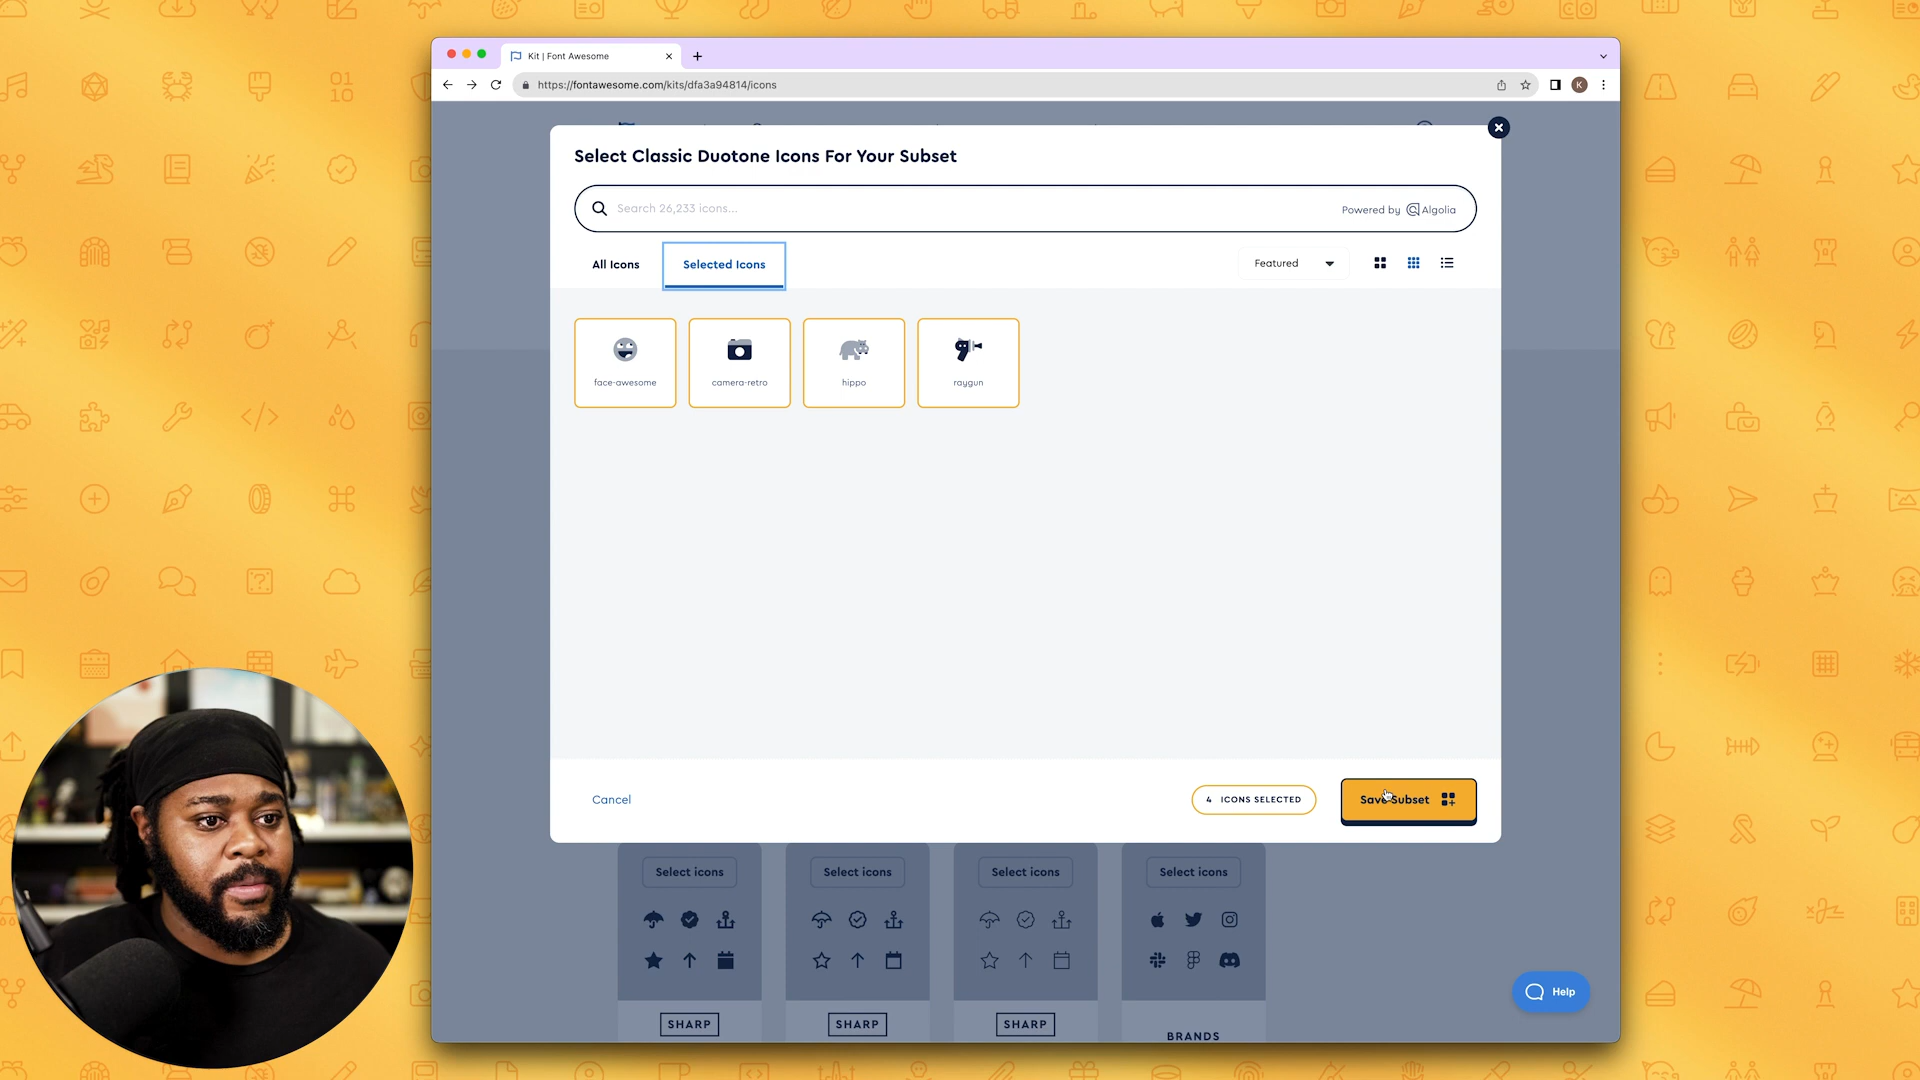 Kit | Font Awesome
https://fontawesome.com/kits/dfa3a94814/icons
K
Select Classic Duotone Icons For Your Subset
Search 26,233 icons...
Powered by Algolia
All Icons
Selected Icons
Featured
face-awesome
camera-retro
hippo
raygun
Cancel
4 ICONS SELECTED
Save Subset
Select icons
Select icons
Select icons
Select icons
SHARP
SHARP
SHARP
BRANDS
Help
01
10